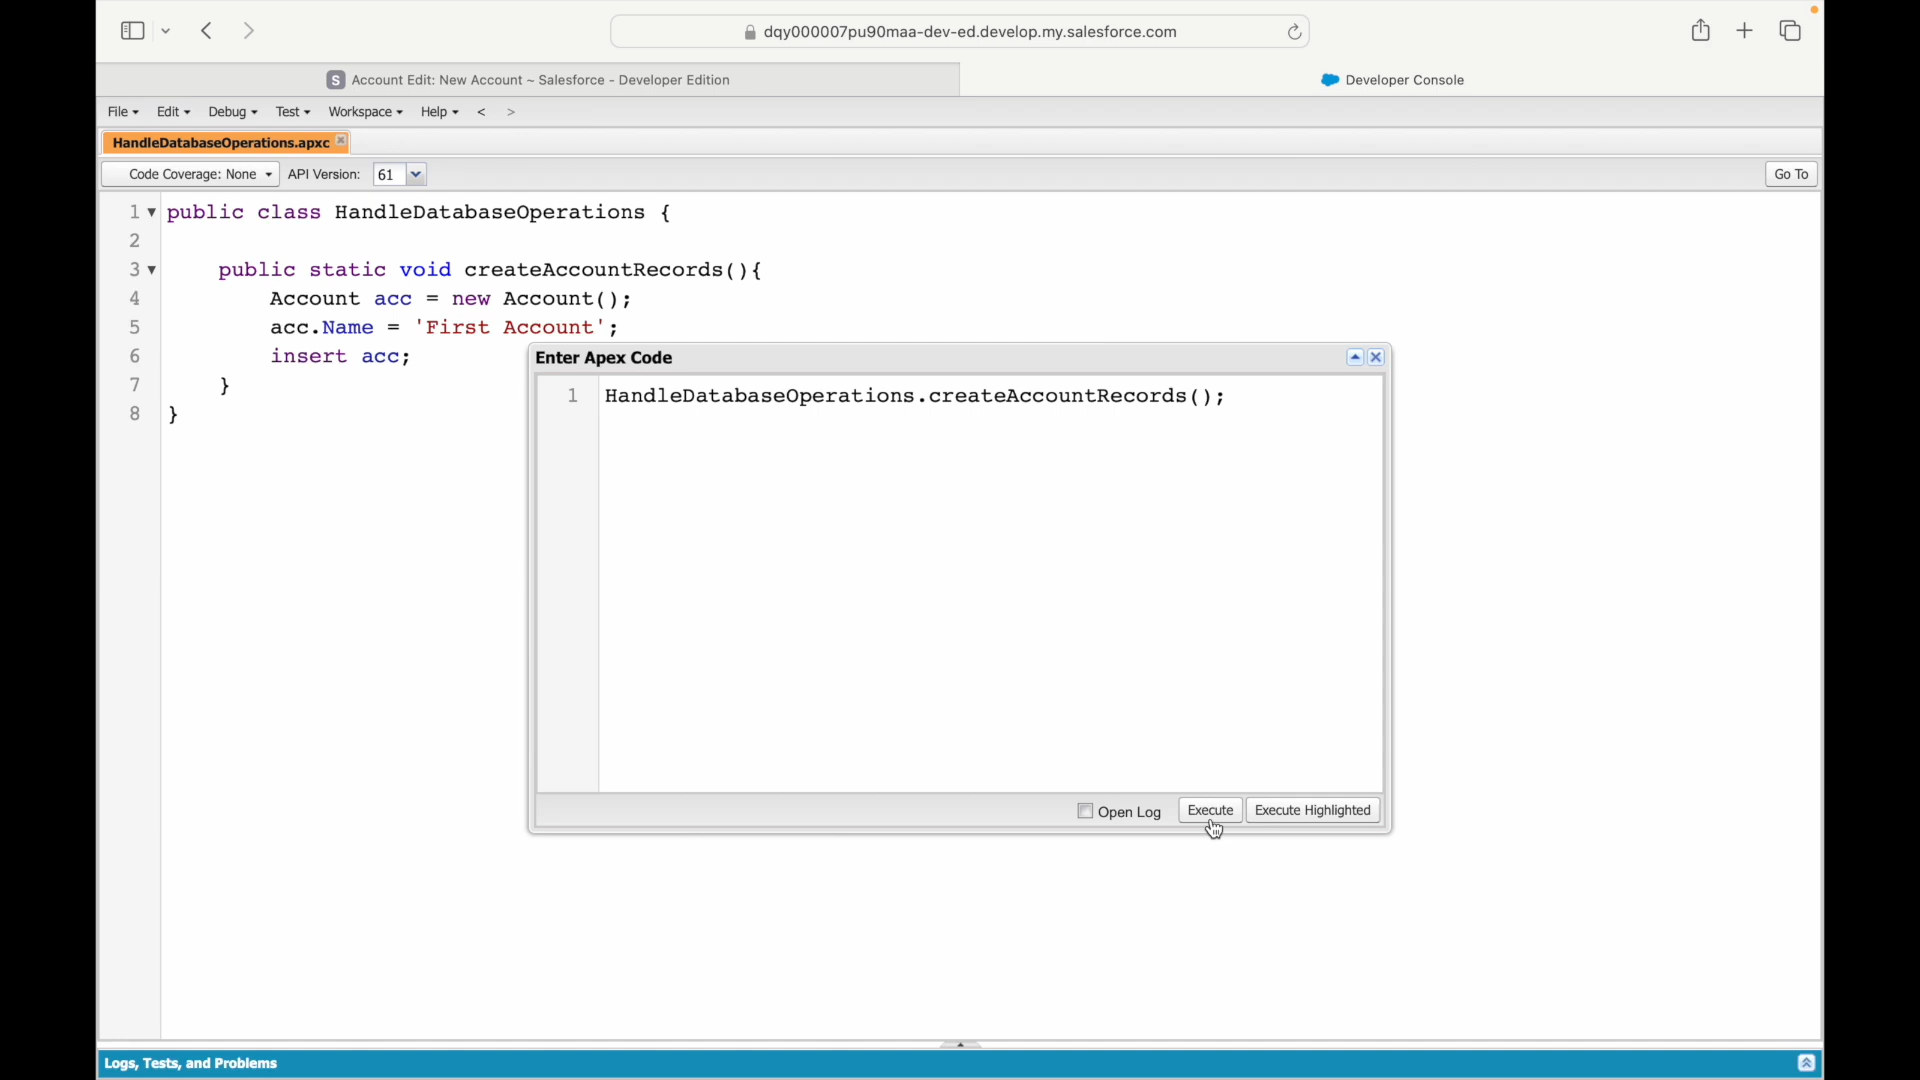 dqy000007pu90maa-dev-ed.develop.my.salesforce.com
S Account Edit: New Account ~ Salesforce - Developer Edition
Developer Console
File Edit Debug Test Workspace Help < >
HandleDatabaseOperations.apxc
Code Coverage: None API Version: 61 Go To
1 public class HandleDatabaseOperations {
2
3 public static void createAccountRecords(){
4 Account acc = new Account();
5 acc.Name = 'First Account';
6 insert acc;
7 }
8 }
Enter Apex Code
1 HandleDatabaseOperations.createAccountRecords();
Open Log Execute Execute Highlighted
Logs, Tests, and Problems